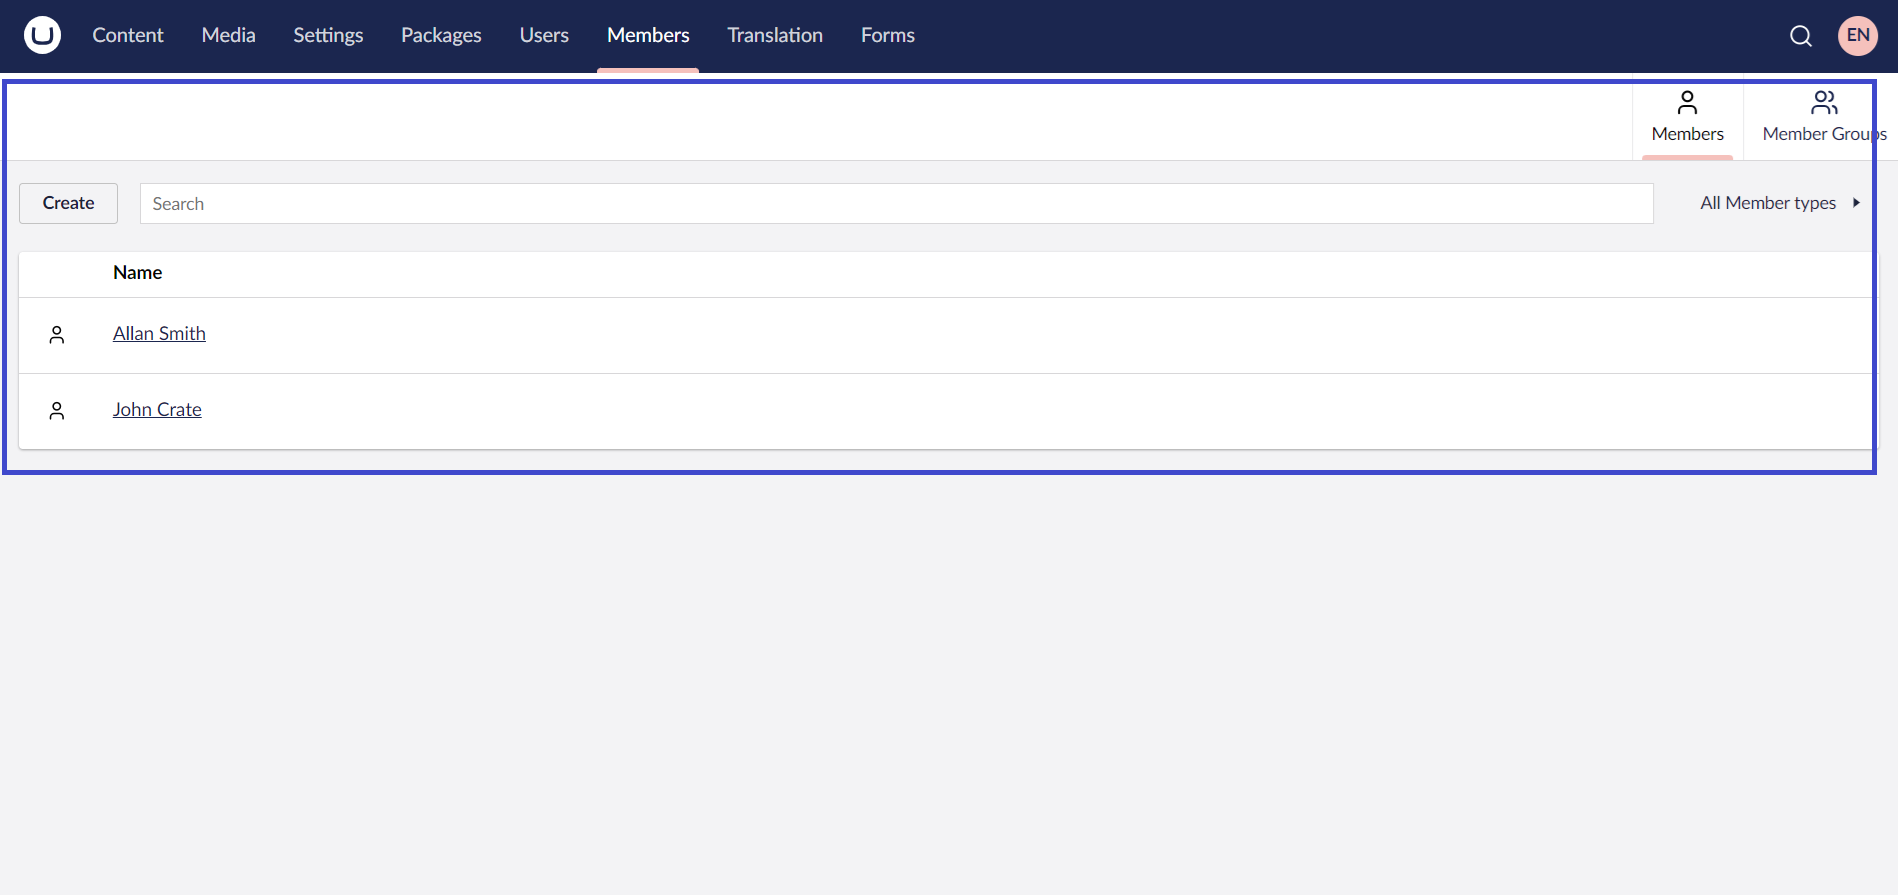 Content Media Settings Packages Users Members Translation Forms EN
Members Member Groups
Create Search All Member types
Name
Allan Smith
John Crate